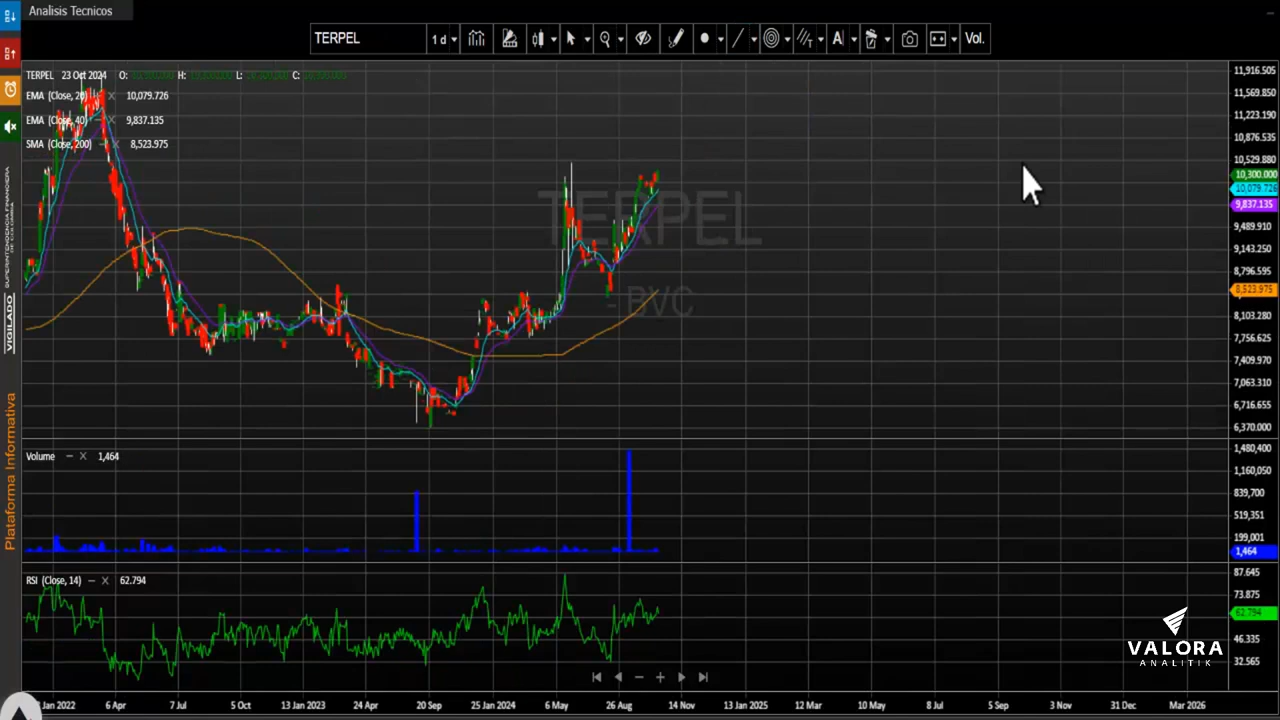 Analisis Tecnicos
TERPEL
1 d
Vol.
TERPEL 23 Oct 2024 O: H: L: C:
EMA (Close, 20) 10,079.726
EMA (Close, 40) 9,837.135
SMA (Close, 200) 8,523.975
TERPEL
- BVC
11,916.505
11,569.850
11,223.190
10,876.535
10,529.880
10,300.000
10,079.726
9,837.135
9,489.910
9,143.250
8,796.595
8,523.975
8,103.280
7,756.625
7,409.970
7,063.310
6,716.655
6,370.000
Volume 1,464
1,480,400
1,160,050
839,700
519,351
199,001
1,464
RSI (Close, 14) 62.794
87.645
73.875
62.794
46.335
32.565
Jan 2022 6 Apr 7 Jul 5 Oct 13 Jan 2023 24 Apr 20 Sep 25 Jan 2024 6 May 26 Aug 14 Nov 13 Jan 2025 12 Mar 10 May 8 Jul 5 Sep 3 Nov 31 Dec Mar 2026
VIGILADO
SUPERINTENDENCIA FINANCIERA
DE COLOMBIA
Plataforma Informativa
VALORA
ANALITIK